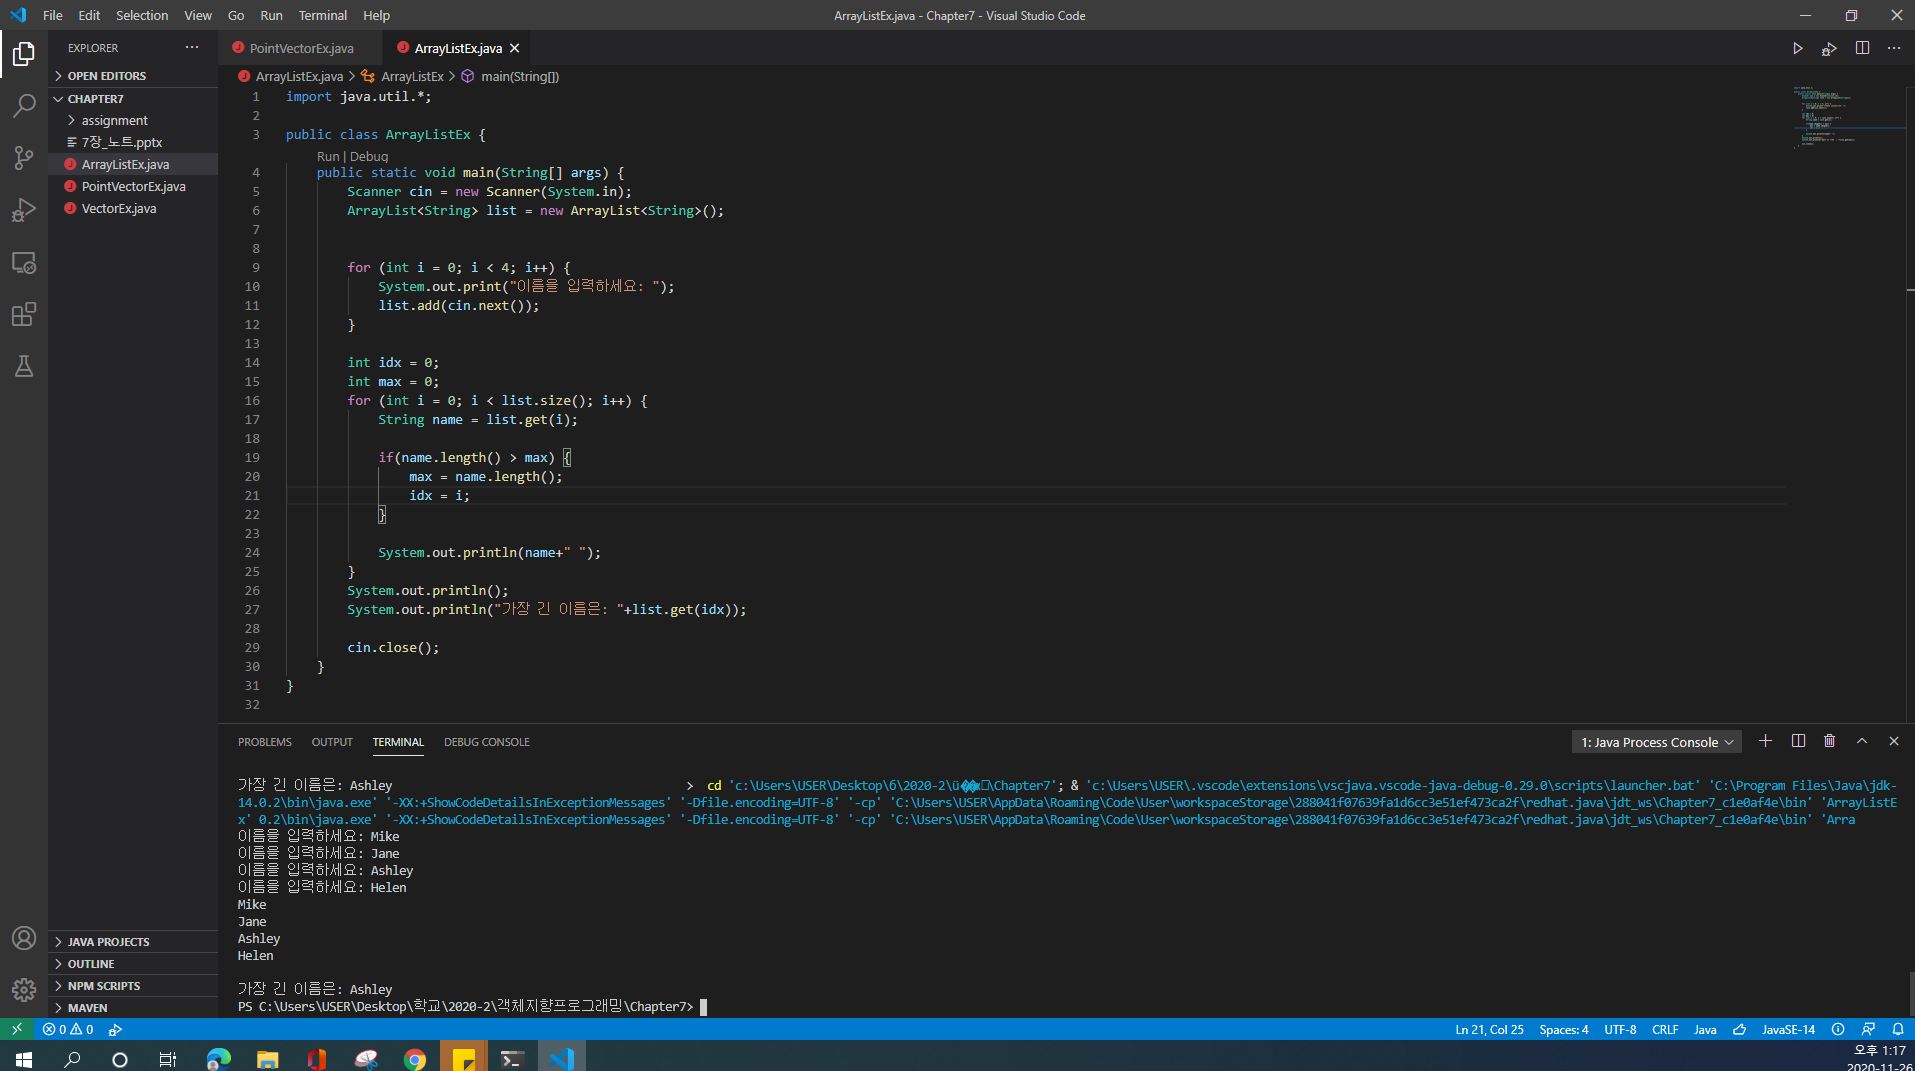 File Edit Selection View Go Run Terminal Help
ArrayListEx.java - Chapter7 - Visual Studio Code
EXPLORER
OPEN EDITORS
CHAPTER7
assignment
7장_노트.pptx
ArrayListEx.java
PointVectorEx.java
VectorEx.java
JAVA PROJECTS
OUTLINE
NPM SCRIPTS
MAVEN
PointVectorEx.java ArrayListEx.java
ArrayListEx.java > ArrayListEx > main(String[])
1 import java.util.*;
2
3 public class ArrayListEx {
Run | Debug
4 public static void main(String[] args) {
5 Scanner cin = new Scanner(System.in);
6 ArrayList<String> list = new ArrayList<String>();
7
8
9 for (int i = 0; i < 4; i++) {
10 System.out.print("이름을 입력하세요: ");
11 list.add(cin.next());
12 }
13
14 int idx = 0;
15 int max = 0;
16 for (int i = 0; i < list.size(); i++) {
17 String name = list.get(i);
18
19 if(name.length() > max) {
20 max = name.length();
21 idx = i;
22 }
23
24 System.out.println(name+" ");
25 }
26 System.out.println();
27 System.out.println("가장 긴 이름은: "+list.get(idx));
28
29 cin.close();
30 }
31 }
32
PROBLEMS OUTPUT TERMINAL DEBUG CONSOLE
1: Java Process Console
가장 긴 이름은: Ashley > cd 'c:\Users\USER\Desktop\6\2020-2\ü\Chapter7'; & 'c:\Users\USER\.vscode\extensions\vscjava.vscode-java-debug-0.29.0\scripts\launcher.bat' 'C:\Program Files\Java\jdk-
14.0.2\bin\java.exe' '-XX:+ShowCodeDetailsInExceptionMessages' '-Dfile.encoding=UTF-8' '-cp' 'C:\Users\USER\AppData\Roaming\Code\User\workspaceStorage\288041f07639fa1d6cc3e51ef473ca2f\redhat.java\jdt_ws\Chapter7_c1e0af4e\bin' 'ArrayListE
x' 0.2\bin\java.exe' '-XX:+ShowCodeDetailsInExceptionMessages' '-Dfile.encoding=UTF-8' '-cp' 'C:\Users\USER\AppData\Roaming\Code\User\workspaceStorage\288041f07639fa1d6cc3e51ef473ca2f\redhat.java\jdt_ws\Chapter7_c1e0af4e\bin' 'Arra
이름을 입력하세요: Mike
이름을 입력하세요: Jane
이름을 입력하세요: Ashley
이름을 입력하세요: Helen
Mike
Jane
Ashley
Helen

가장 긴 이름은: Ashley
PS C:\Users\USER\Desktop\학교\2020-2\객체지향프로그래밍\Chapter7>
0 0
Ln 21, Col 25 Spaces: 4 UTF-8 CRLF Java JavaSE-14
오후 1:17
2020-11-26